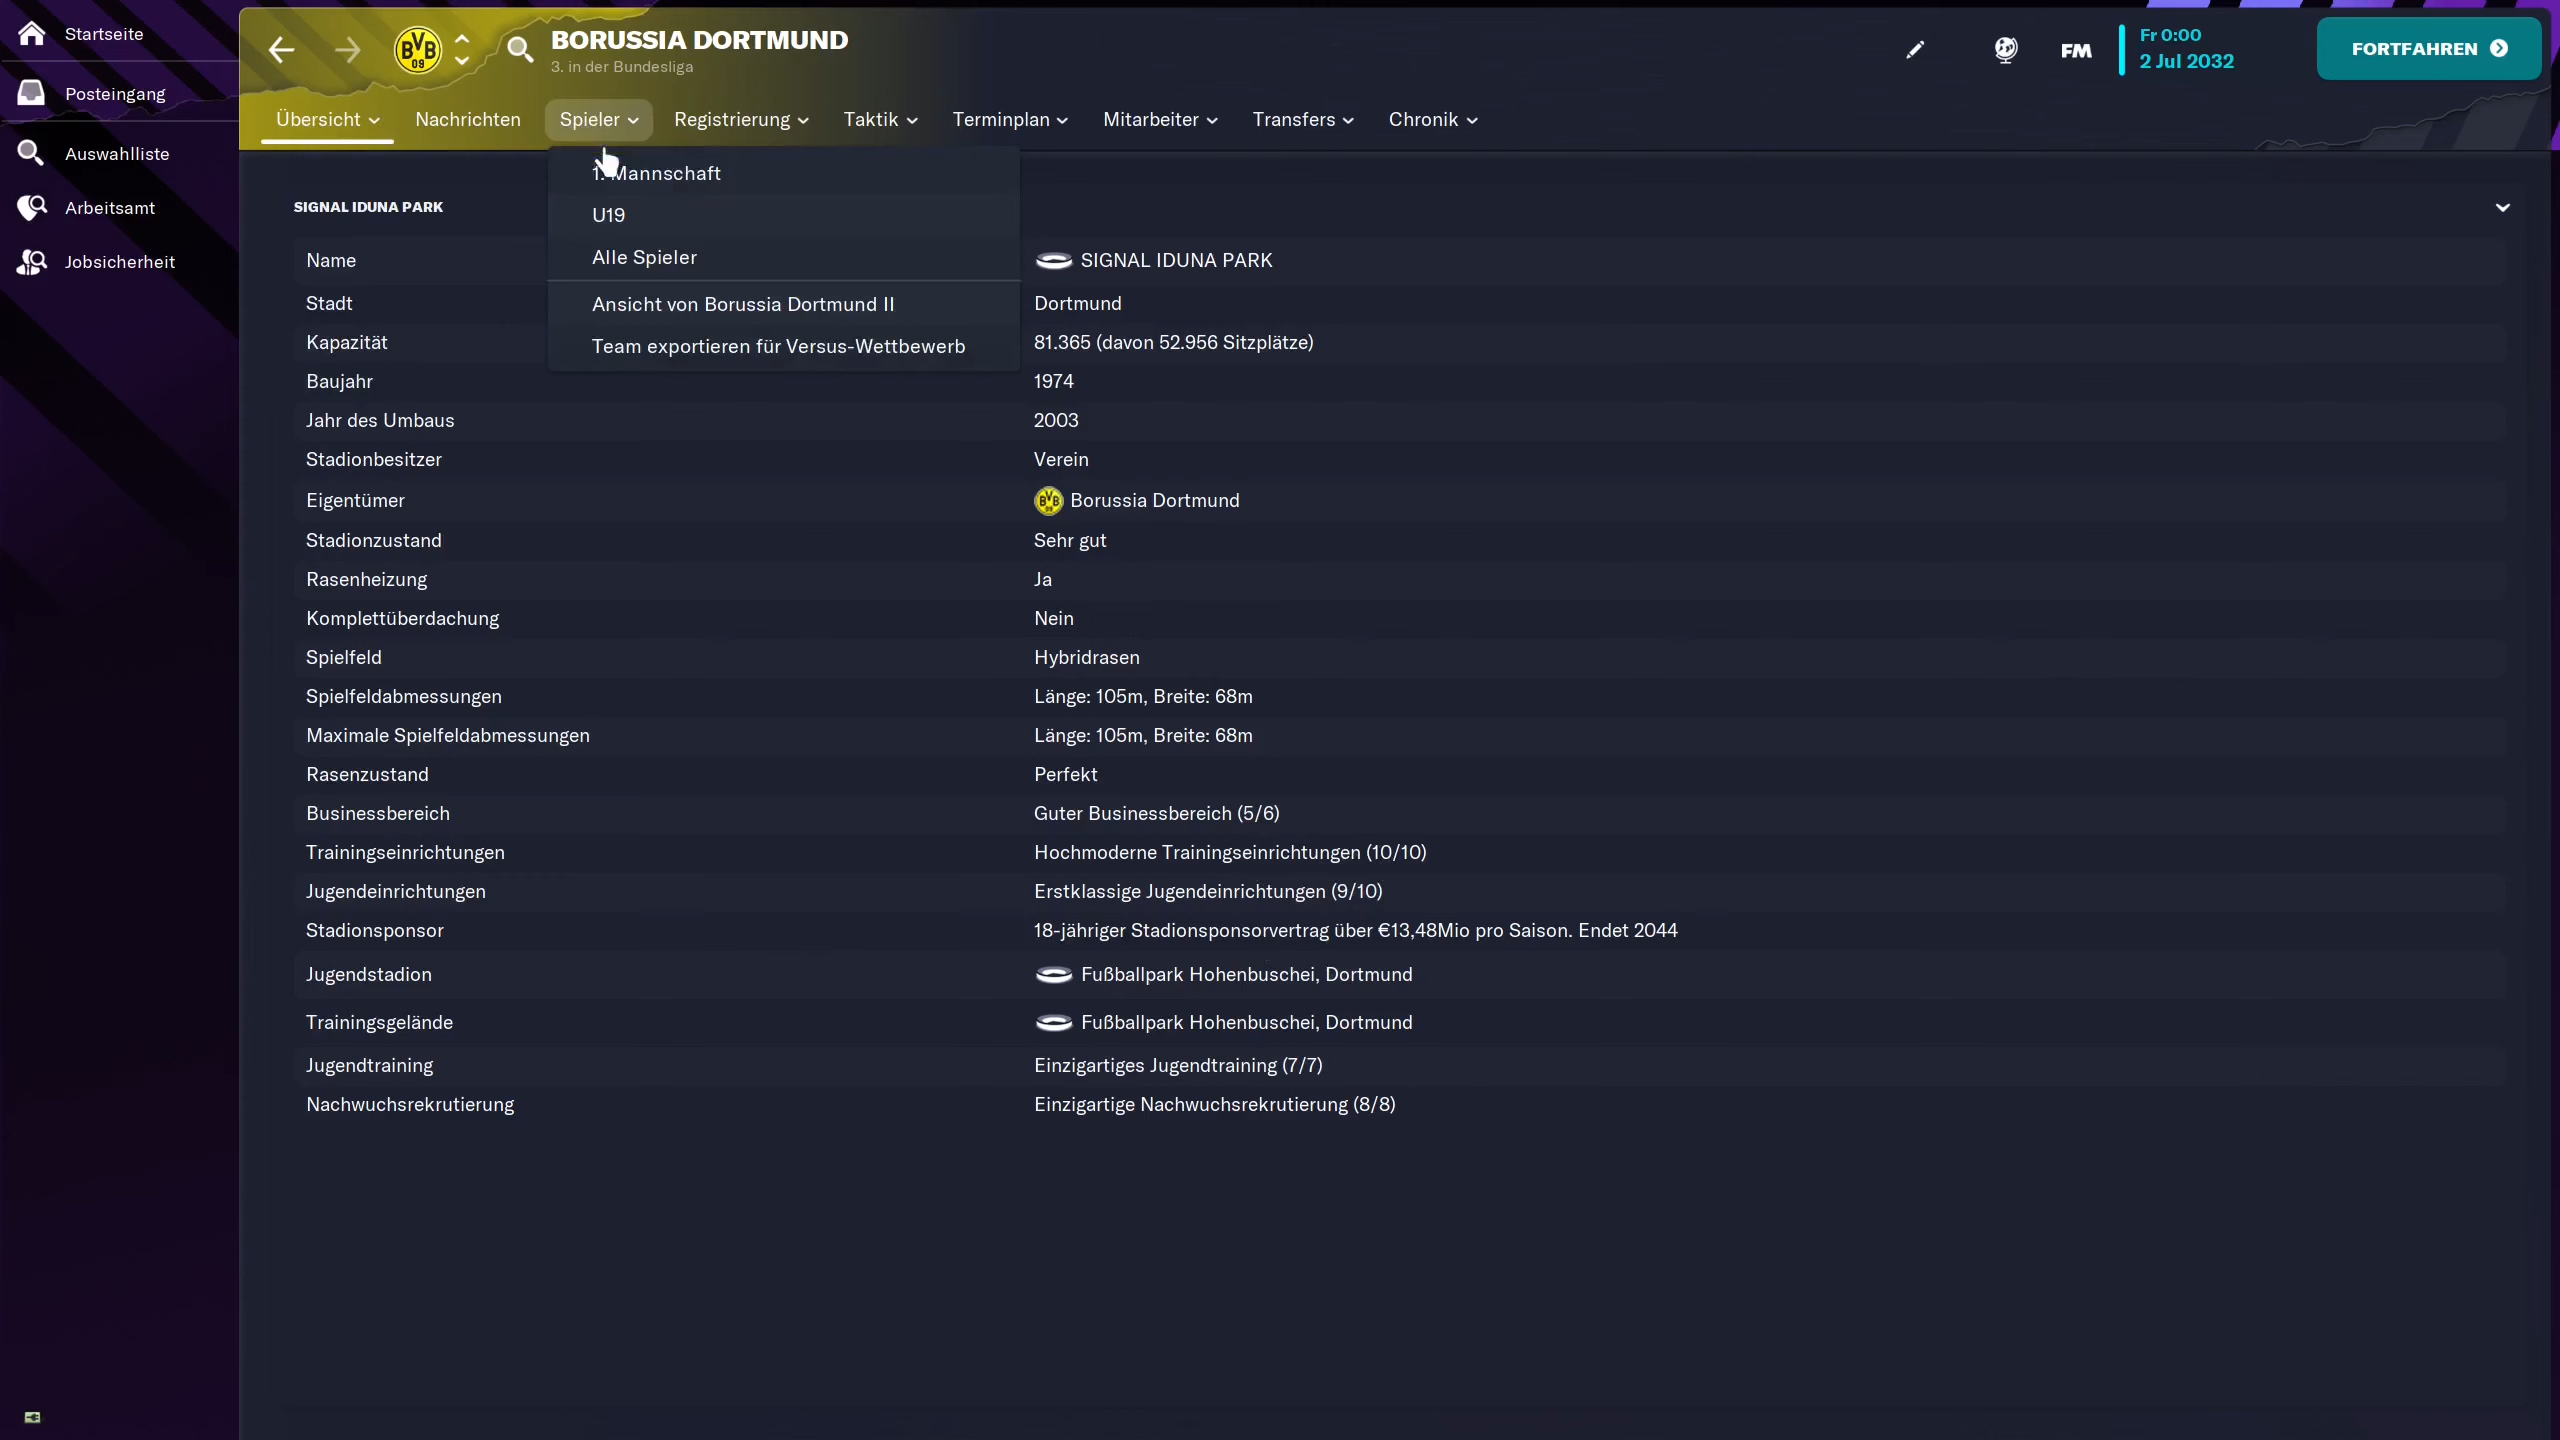 Startseite
Posteingang
Auswahlliste
Arbeitsamt
Jobsicherheit
BVB 09
BORUSSIA DORTMUND
3. in der Bundesliga
FM
Fr 0:00
2 Jul 2032
FORTFAHREN
Übersicht Nachrichten Spieler Registrierung Taktik Terminplan Mitarbeiter Transfers Chronik
1. Mannschaft
U19
Alle Spieler
Ansicht von Borussia Dortmund II
Team exportieren für Versus-Wettbewerb
SIGNAL IDUNA PARK
Name SIGNAL IDUNA PARK
Stadt Dortmund
Kapazität 81.365 (davon 52.956 Sitzplätze)
Baujahr 1974
Jahr des Umbaus 2003
Stadionbesitzer Verein
Eigentümer BVB 09 Borussia Dortmund
Stadionzustand Sehr gut
Rasenheizung Ja
Komplettüberdachung Nein
Spielfeld Hybridrasen
Spielfeldabmessungen Länge: 105m, Breite: 68m
Maximale Spielfeldabmessungen Länge: 105m, Breite: 68m
Rasenzustand Perfekt
Businessbereich Guter Businessbereich (5/6)
Trainingseinrichtungen Hochmoderne Trainingseinrichtungen (10/10)
Jugendeinrichtungen Erstklassige Jugendeinrichtungen (9/10)
Stadionsponsor 18-jähriger Stadionsponsorvertrag über €13,48Mio pro Saison. Endet 2044
Jugendstadion Fußballpark Hohenbuschei, Dortmund
Trainingsgelände Fußballpark Hohenbuschei, Dortmund
Jugendtraining Einzigartiges Jugendtraining (7/7)
Nachwuchsrekrutierung Einzigartige Nachwuchsrekrutierung (8/8)